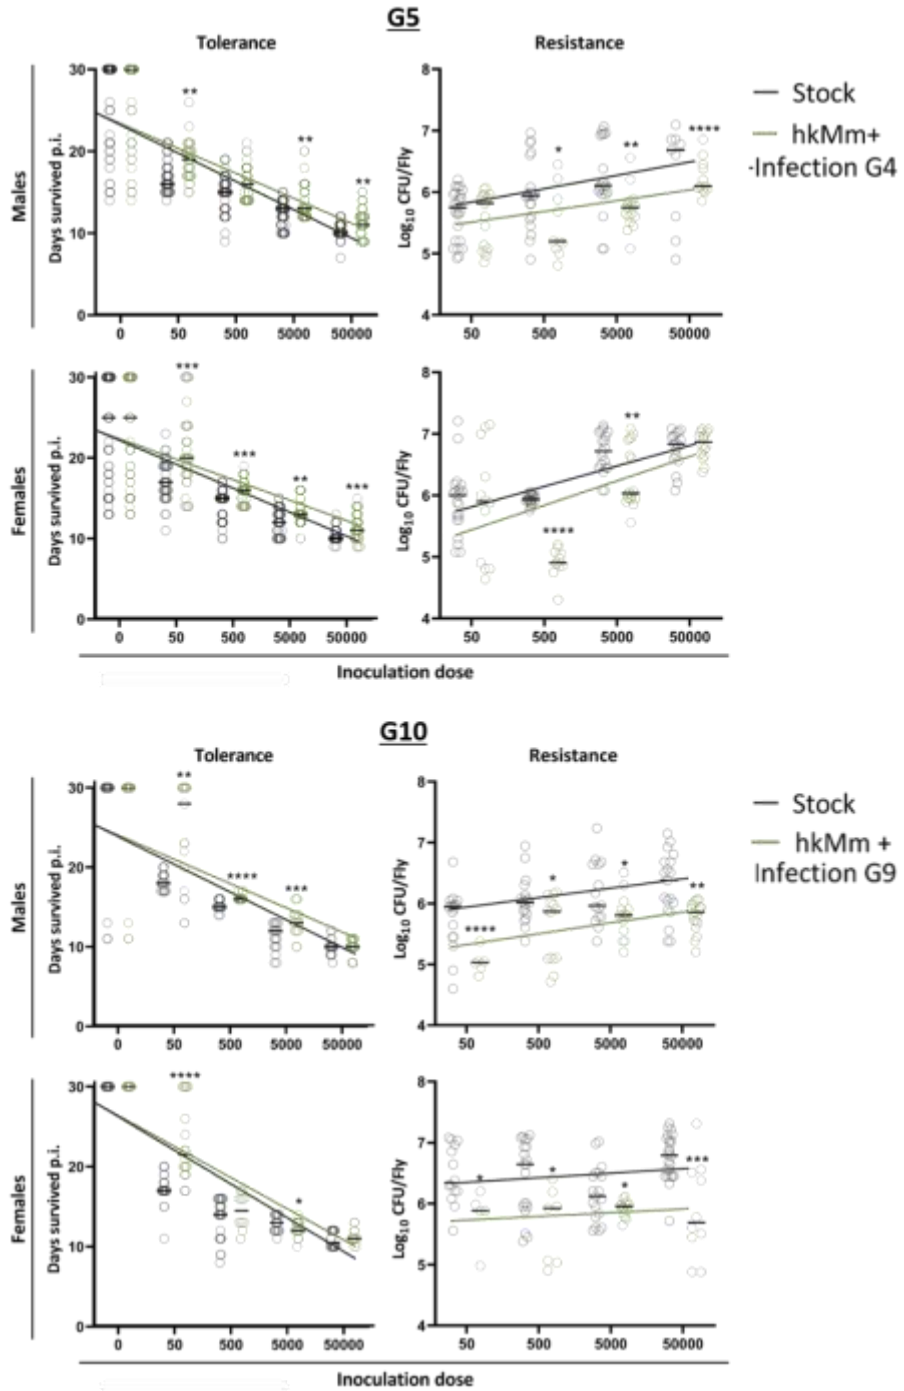 G5
Tolerance
Resistance
Males
Days survived p.i.
30
20
10
0
** ** **
0 50 500 5000 50000
Log10 CFU/Fly
8
7
6
5
4
* ** ****
50 500 5000 50000
Stock
hkMm+
-Infection G4
Females
Days survived p.i.
30
20
10
0
*** *** ** ***
0 50 500 5000 50000
Log10 CFU/Fly
8
7
6
5
4
**** **
50 500 5000 50000
Inoculation dose
G10
Tolerance
Resistance
Males
Days survived p.i.
30
20
10
0
** **** ***
0 50 500 5000 50000
Log10 CFU/Fly
8
7
6
5
4
**** * * **
50 500 5000 50000
Stock
hkMm +
Infection G9
Females
Days survived p.i.
30
20
10
0
**** *
0 50 500 5000 50000
Log10 CFU/Fly
8
7
6
5
4
* * * ***
50 500 5000 50000
Inoculation dose